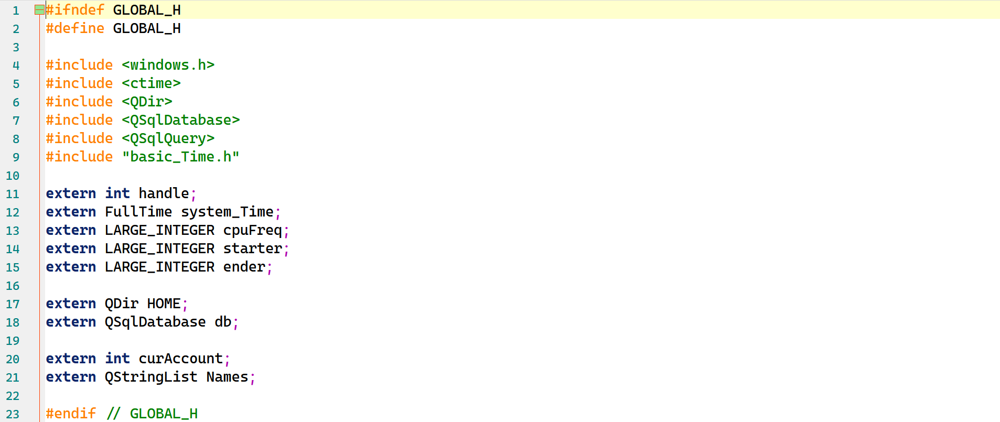 1 #ifndef GLOBAL_H
2 #define GLOBAL_H
3
4 #include <windows.h>
5 #include <ctime>
6 #include <QDir>
7 #include <QSqlDatabase>
8 #include <QSqlQuery>
9 #include "basic_Time.h"
10
11 extern int handle;
12 extern FullTime system_Time;
13 extern LARGE_INTEGER cpuFreq;
14 extern LARGE_INTEGER starter;
15 extern LARGE_INTEGER ender;
16
17 extern QDir HOME;
18 extern QSqlDatabase db;
19
20 extern int curAccount;
21 extern QStringList Names;
22
23 #endif // GLOBAL_H